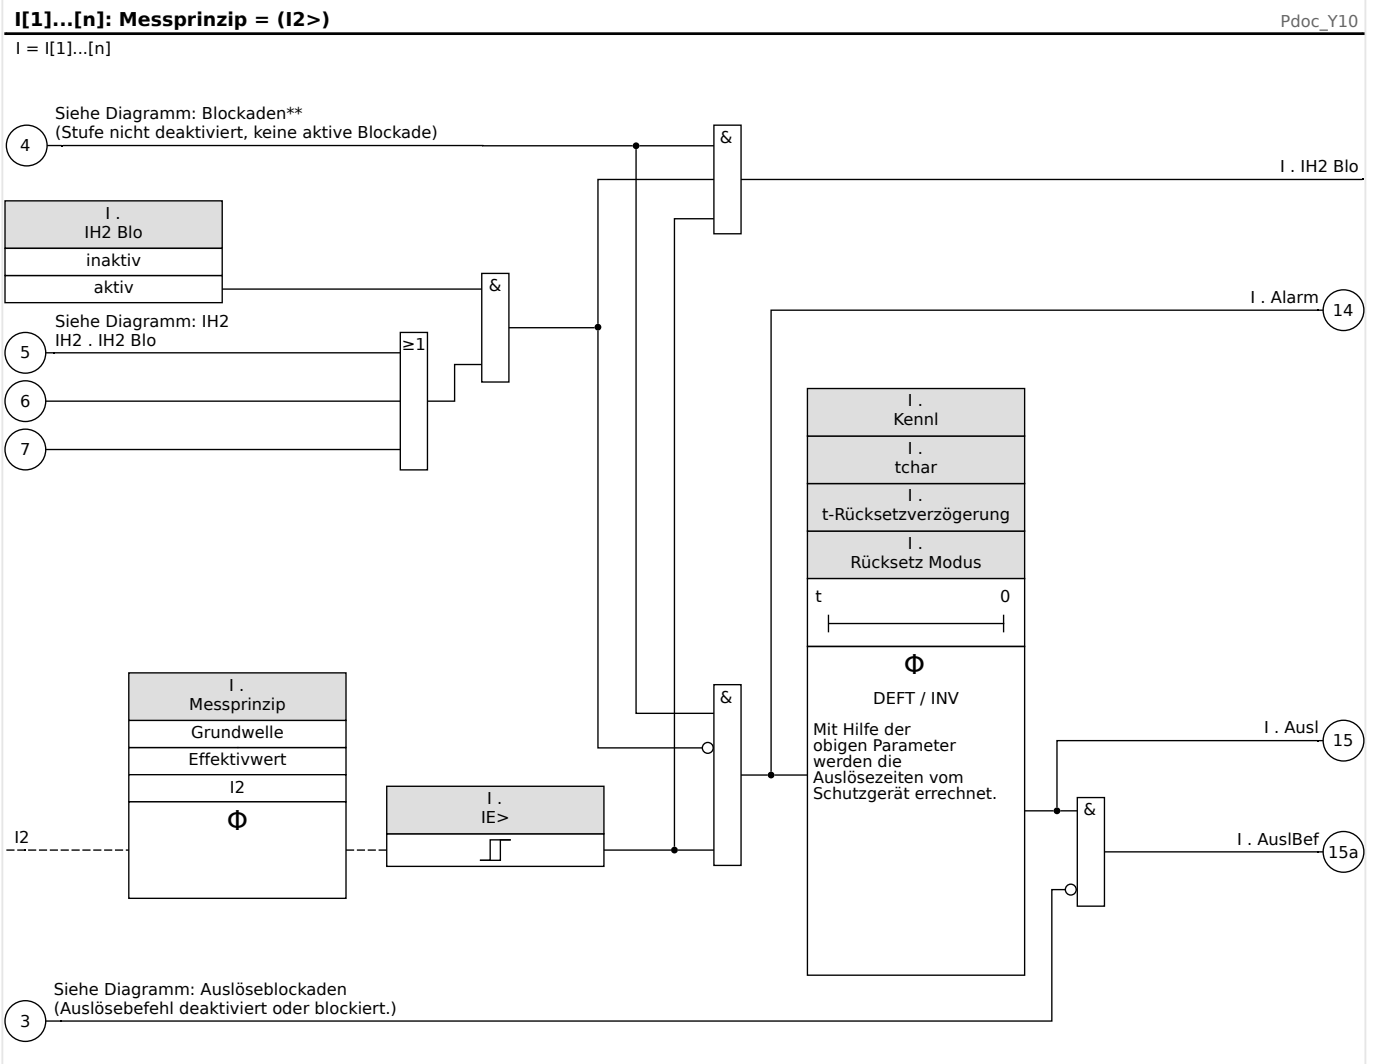 I[1]...[n]: Messprinzip = (I2>)
Pdoc_Y10
I = I[1]...[n]
Siehe Diagramm: Blockaden**
(Stufe nicht deaktiviert, keine aktive Blockade)
4
&
I . IH2 Blo
I .
IH2 Blo
inaktiv
aktiv
&
I . Alarm
14
Siehe Diagramm: IH2
IH2 . IH2 Blo
5
≥1
6
7
I .
Kennl
I .
tchar
I .
t-Rücksetzverzögerung
I .
Rücksetz Modus
t
0
Φ
DEFT / INV
Mit Hilfe der
obigen Parameter
werden die
Auslösezeiten vom
Schutzgerät errechnet.
I .
Messprinzip
Grundwelle
Effektivwert
I2
Φ
&
I2
I .
IE>
I . Ausl
15
&
I . AuslBef
15a
Siehe Diagramm: Auslöseblockaden
(Auslösebefehl deaktiviert oder blockiert.)
3